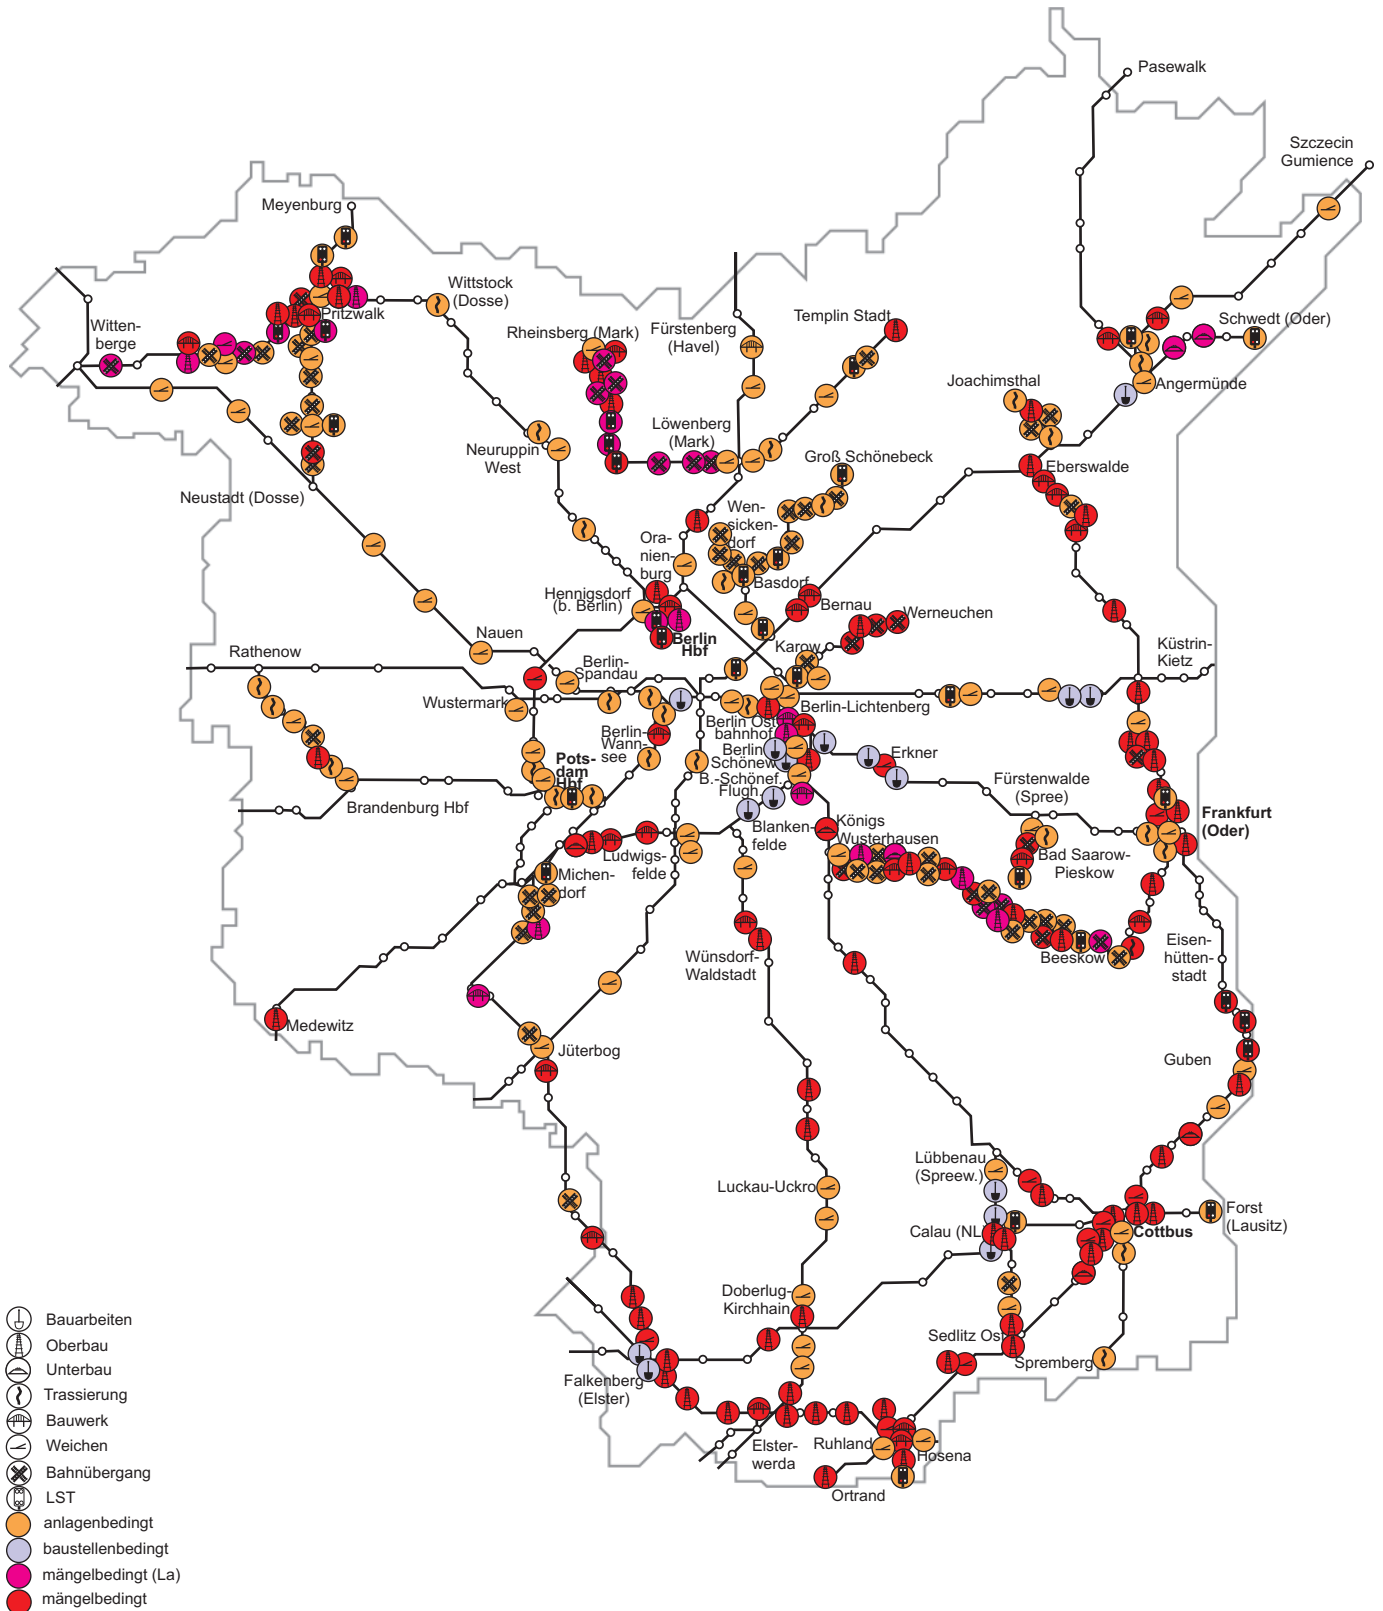 Pasewalk
Szczecin
Gumience
Meyenburg
Wittstock
(Dosse)
Pritzwalk
Witten-
berge
Rheinsberg (Mark)
Fürstenberg
(Havel)
Templin Stadt
Schwedt (Oder)
Angermünde
Joachimsthal
Löwenberg
(Mark)
Neuruppin
West
Groß Schönebeck
Eberswalde
Neustadt (Dosse)
Wen-
sicken-
dorf
Ora-
nien-
burg
Basdorf
Hennigsdorf
(b. Berlin)
Bernau
Werneuchen
Nauen
Berlin
Hbf
Karow
Küstrin-
Kietz
Rathenow
Berlin-
Spandau
Wustermark
Berlin-Lichtenberg
Berlin Ost
bahnhof
Berlin-
Wann-
see
Berlin
Schönew
B.-Schönef.
Flugh.
Erkner
Pots-
dam
Hbf
Fürstenwalde
(Spree)
Brandenburg Hbf
Blanken-
felde
Königs
Wusterhausen
Frankfurt
(Oder)
Ludwigs-
felde
Bad Saarow-
Pieskow
Michen-
dorf
Wünsdorf-
Waldstadt
Beeskow
Eisen-
hütten-
stadt
Medewitz
Jüterbog
Guben
Lübbenau
(Spreew.)
Luckau-Uckro
Forst
(Lausitz)
Calau (NL
Cottbus
Doberlug-
Kirchhain
Sedlitz Ost
Spremberg
Falkenberg
(Elster)
Elster-
werda
Ruhland
Hosena
Ortrand
Bauarbeiten
Oberbau
Unterbau
Trassierung
Bauwerk
Weichen
Bahnübergang
LST
anlagenbedingt
baustellenbedingt
mängelbedingt (La)
mängelbedingt